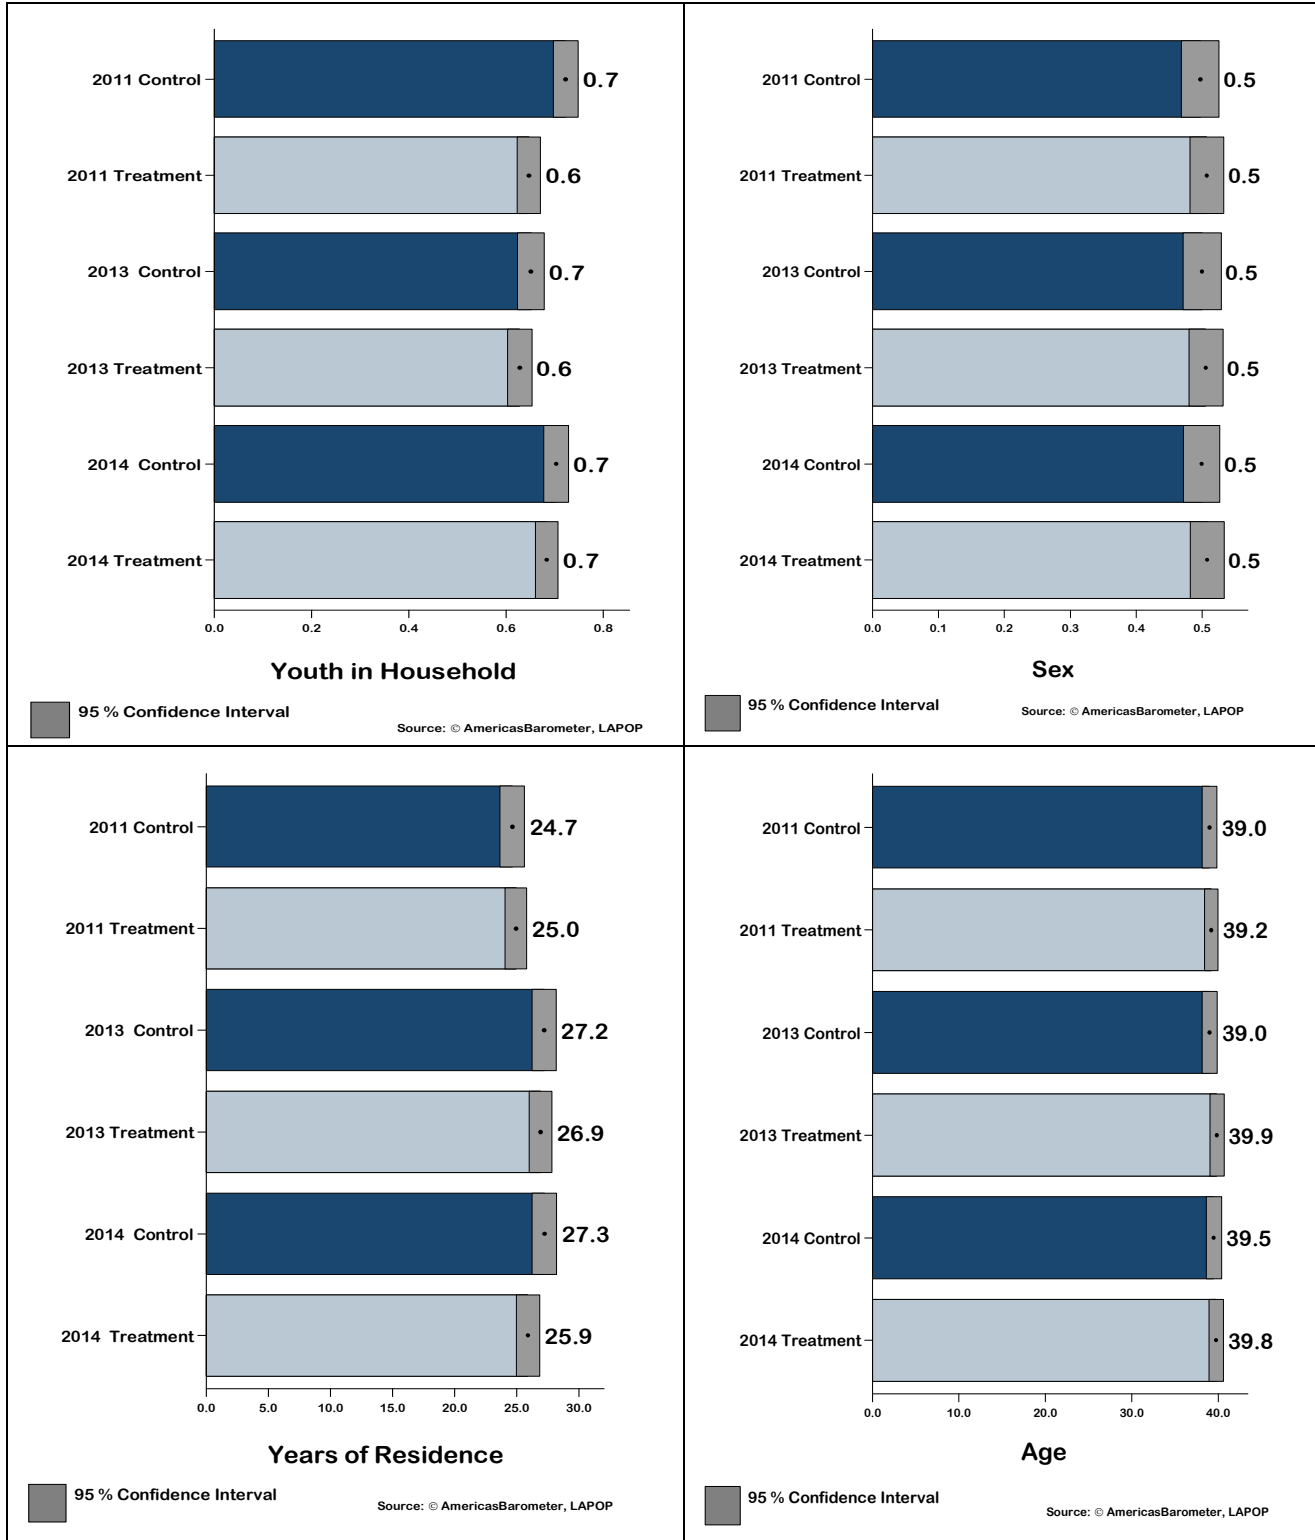 2011 Control
0.7
2011 Treatment
0.6
2013 Control
0.7
2013 Treatment
0.6
2014 Control
0.7
2014 Treatment
0.7
0.0 0.2 0.4 0.6 0.8
Youth in Household
95 % Confidence Interval
Source: © AmericasBarometer, LAPOP
2011 Control
0.5
2011 Treatment
0.5
2013 Control
0.5
2013 Treatment
0.5
2014 Control
0.5
2014 Treatment
0.5
0.0 0.1 0.2 0.3 0.4 0.5
Sex
95 % Confidence Interval
Source: © AmericasBarometer, LAPOP
2011 Control
24.7
2011 Treatment
25.0
2013 Control
27.2
2013 Treatment
26.9
2014 Control
27.3
2014 Treatment
25.9
0.0 5.0 10.0 15.0 20.0 25.0 30.0
Years of Residence
95 % Confidence Interval
Source: © AmericasBarometer, LAPOP
2011 Control
39.0
2011 Treatment
39.2
2013 Control
39.0
2013 Treatment
39.9
2014 Control
39.5
2014 Treatment
39.8
0.0 10.0 20.0 30.0 40.0
Age
95 % Confidence Interval
Source: © AmericasBarometer, LAPOP